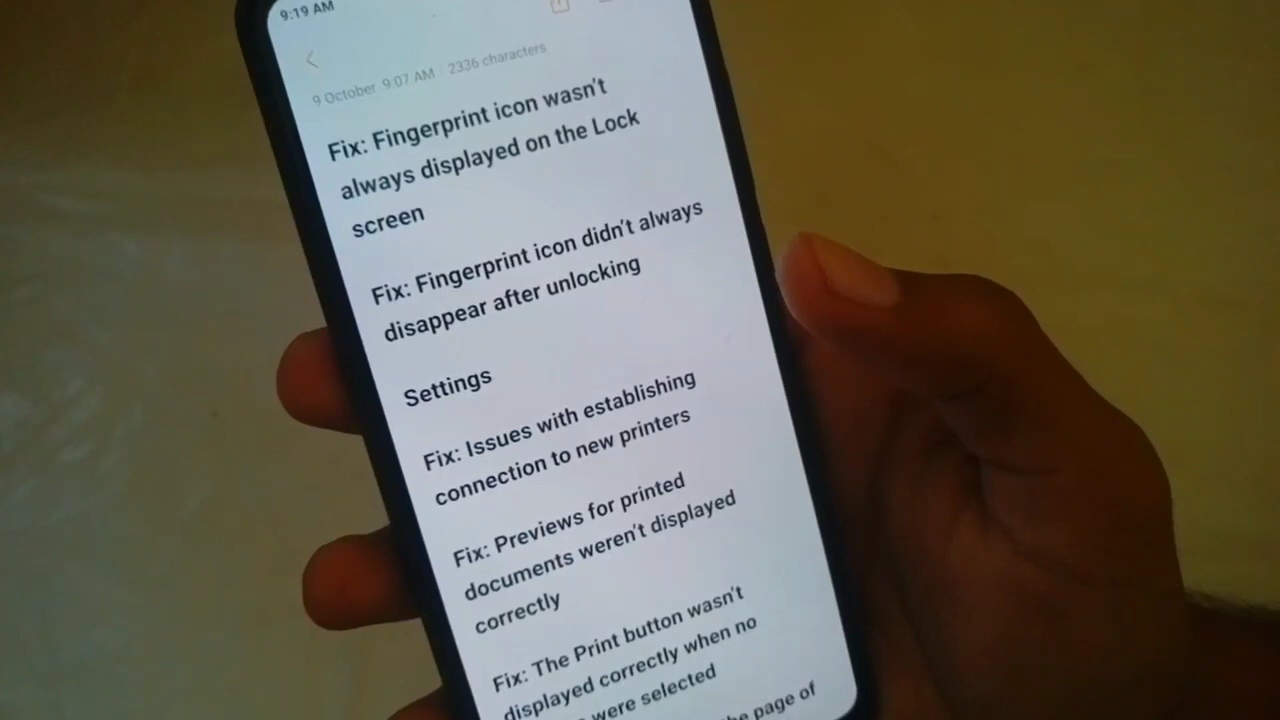 9:19 AM
9 October 9:07 AM | 2336 characters
Fix: Fingerprint icon wasn't
always displayed on the Lock
screen
Fix: Fingerprint icon didn't always
disappear after unlocking
Settings
Fix: Issues with establishing
connection to new printers
Fix: Previews for printed
documents weren't displayed
correctly
Fix: The Print button wasn't
displayed correctly when no
were selected
the page of